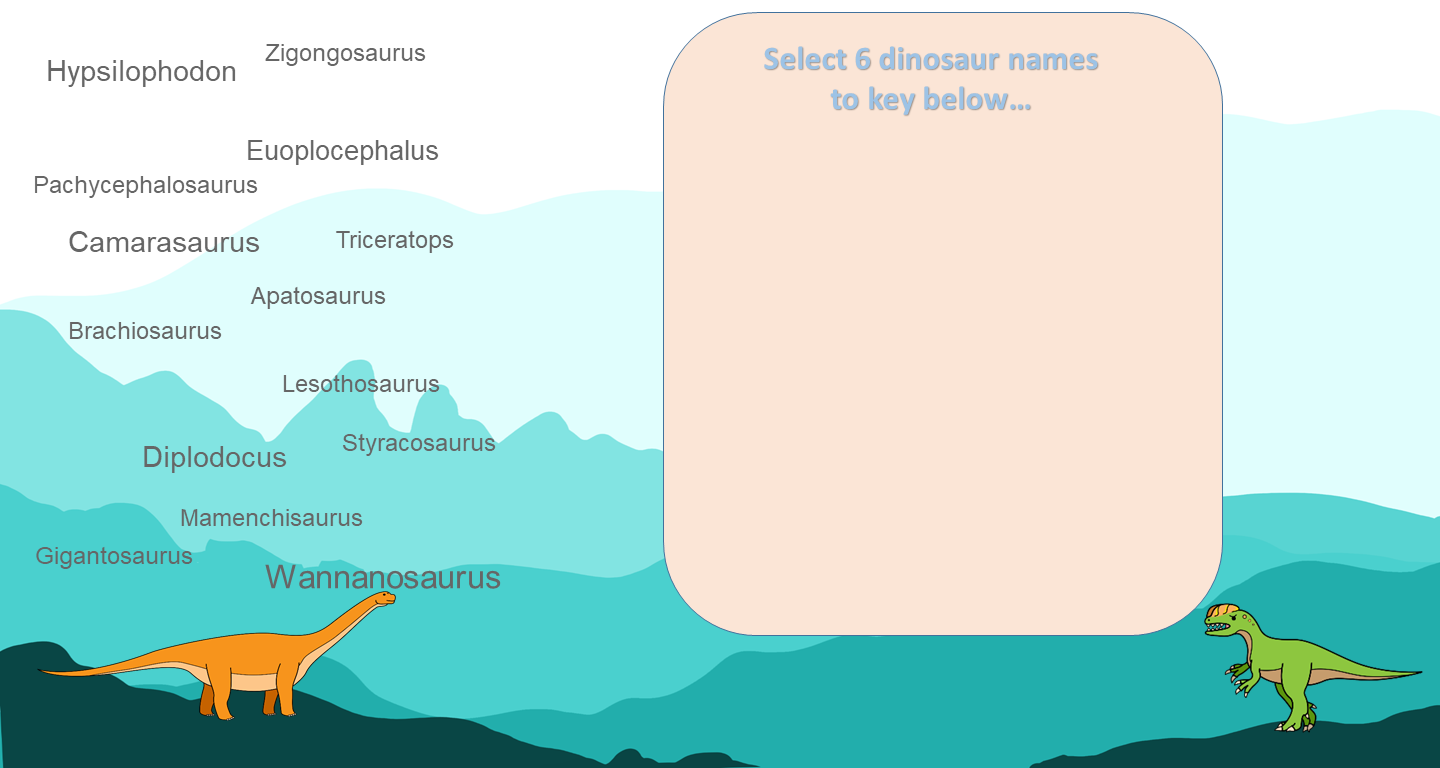 Hypsilophodon
Zigongosaurus
Euoplocephalus
Pachycephalosaurus
Camarasaurus
Triceratops
Apatosaurus
Brachiosaurus
Lesothosaurus
Diplodocus
Styracosaurus
Mamenchisaurus
Gigantosaurus
Wannanosaurus
Select 6 dinosaur names
to key below...